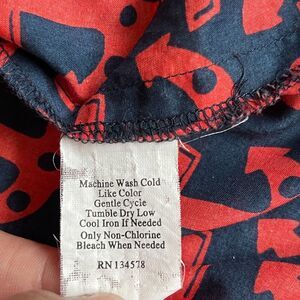 Machine Wash Cold
Like Color
Gentle Cycle
Tumble Dry Low
Cool Iron If Needed
Only Non-Chlorine
Bleach When Needed
RN 134578